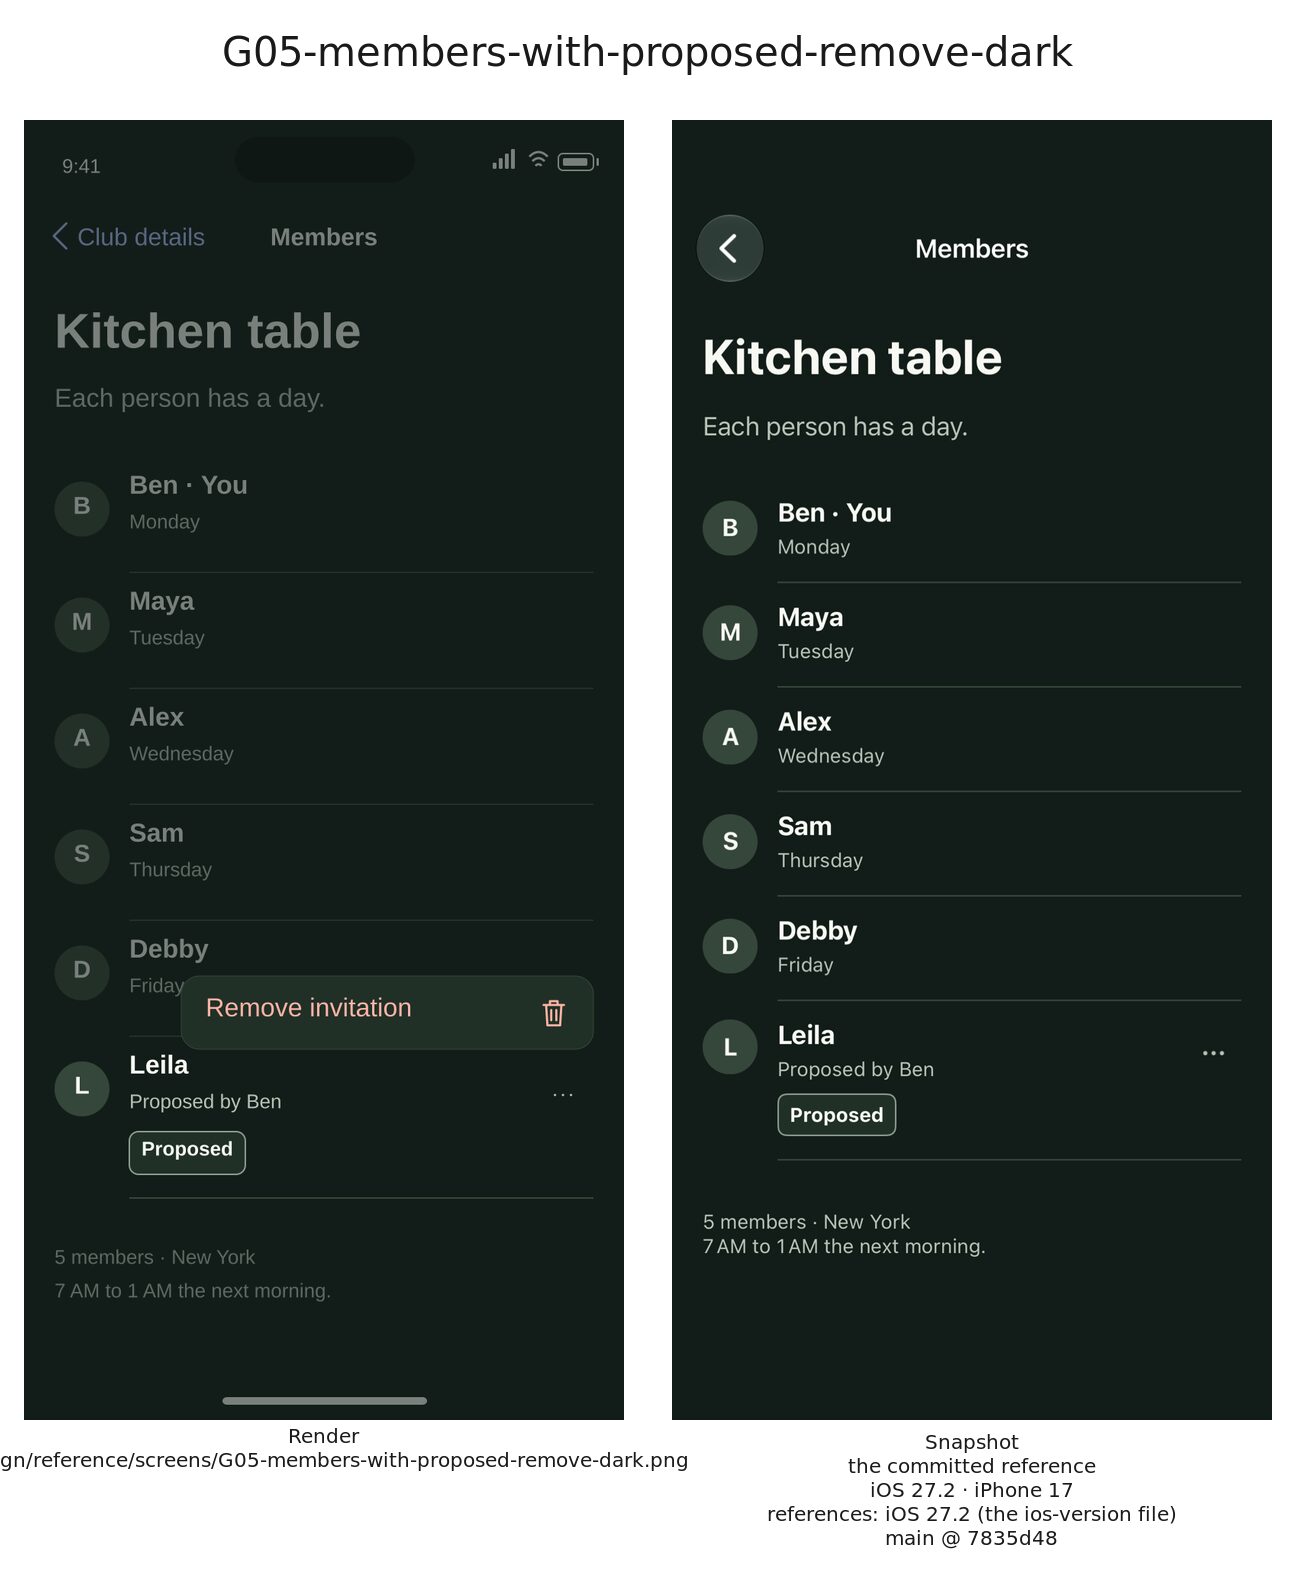 G05-members-with-proposed-remove-dark
9:41
Club details
Members
Kitchen table
Each person has a day.
B
Ben · You
Monday
M
Maya
Tuesday
A
Alex
Wednesday
S
Sam
Thursday
D
Debby
Friday
Remove invitation
L
Leila
Proposed by Ben
...
Proposed
5 members · New York
7 AM to 1 AM the next morning.
Render
gn/reference/screens/G05-members-with-proposed-remove-dark.png
Members
Kitchen table
Each person has a day.
B
Ben · You
Monday
M
Maya
Tuesday
A
Alex
Wednesday
S
Sam
Thursday
D
Debby
Friday
L
Leila
Proposed by Ben
...
Proposed
5 members · New York
7 AM to 1 AM the next morning.
Snapshot
the committed reference
iOS 27.2 · iPhone 17
references: iOS 27.2 (the ios-version file)
main @ 7835d48